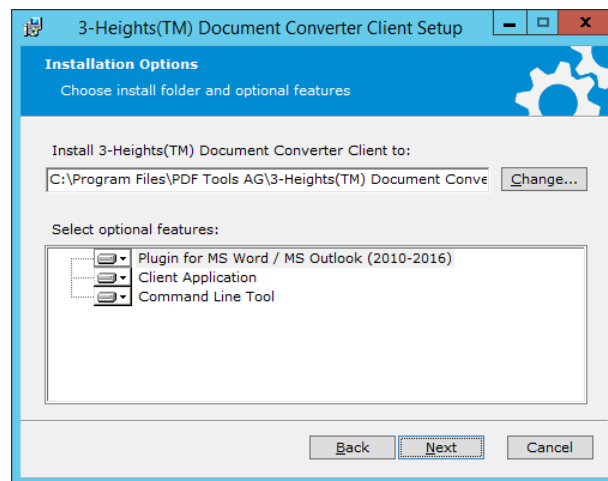 3-Heights(TM) Document Converter Client Setup
Installation Options
Choose install folder and optional features
Install 3-Heights(TM) Document Converter Client to:
C:\Program Files\PDF Tools AG\3-Heights(TM) Document Conve
Change...
Select optional features:
Plugin for MS Word / MS Outlook (2010-2016)
Client Application
Command Line Tool
Back
Next
Cancel